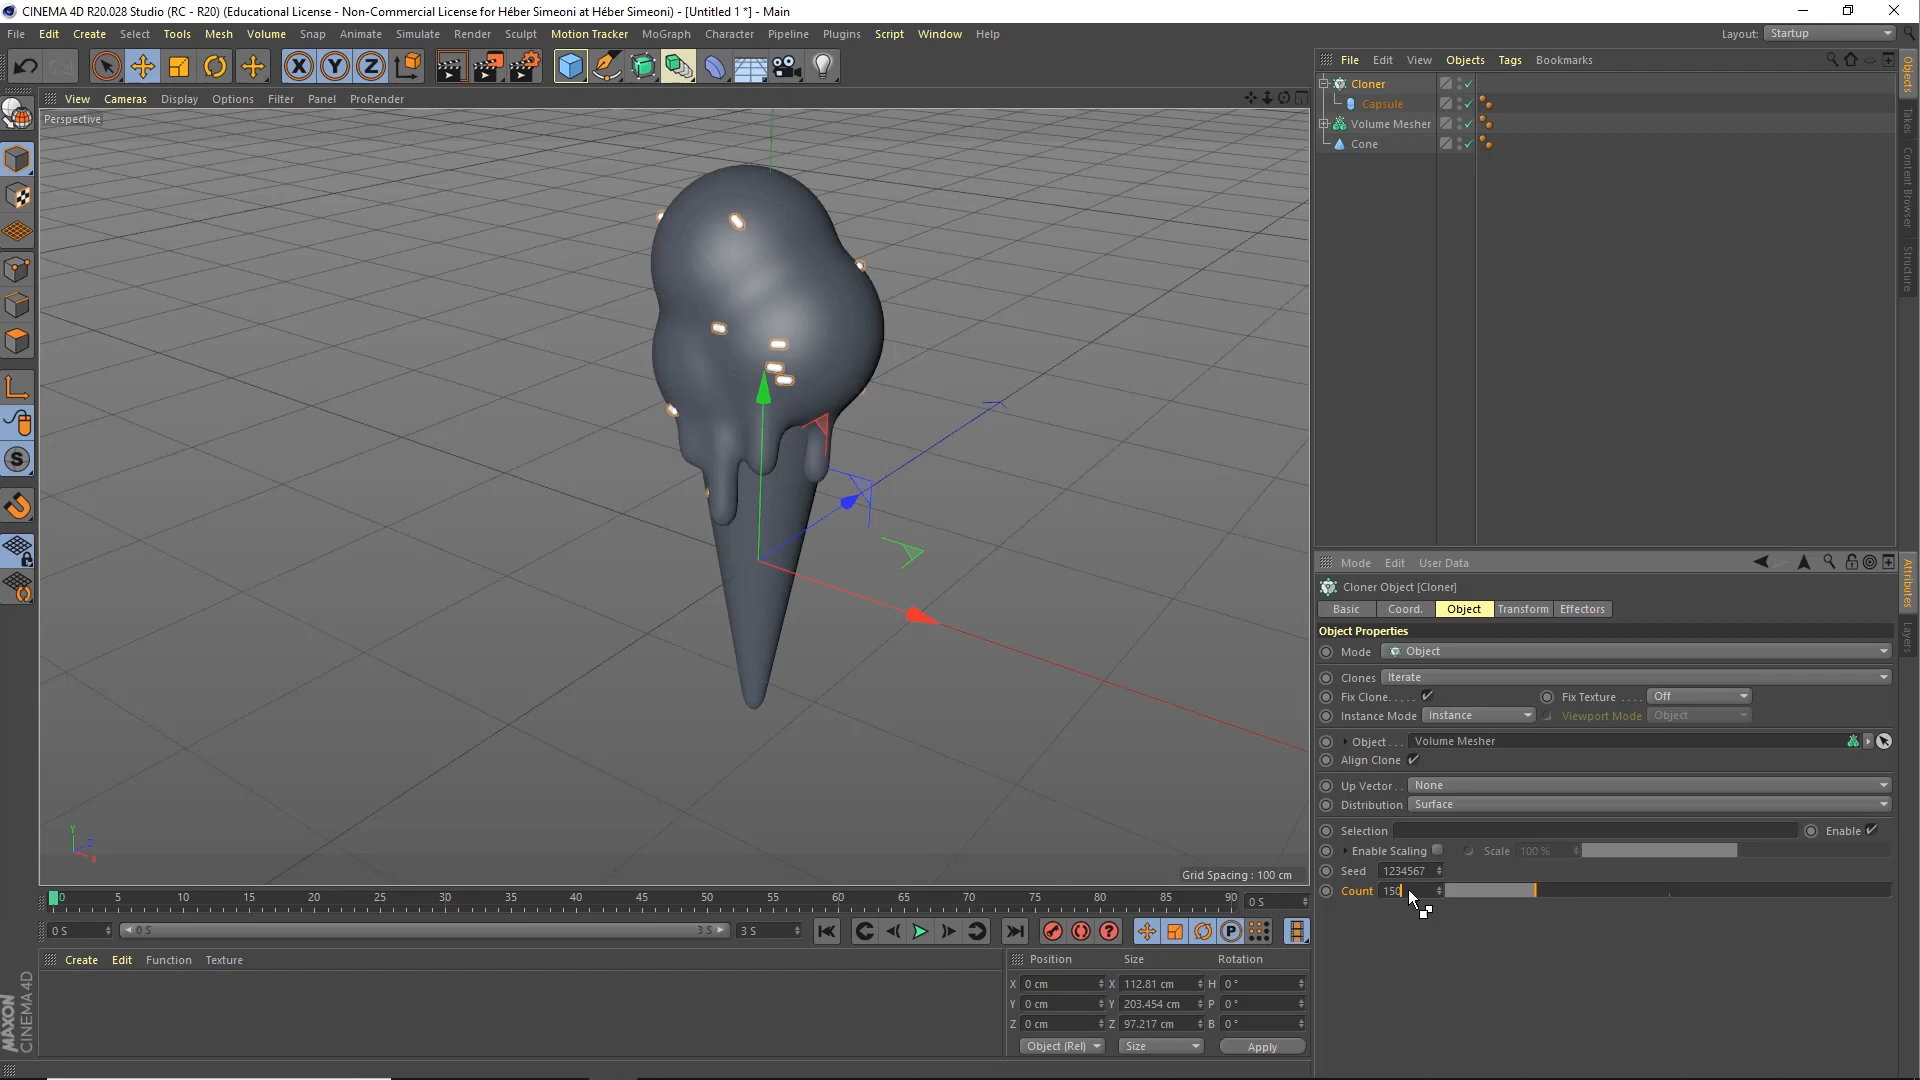 CINEMA 4D R20.028 Studio (RC - R20) (Educational License - Non-Commercial License for Héber Simeoni at Héber Simeoni) - [Untitled 1 *] - Main
File Edit Create Select Tools Mesh Volume Snap Animate Simulate Render Sculpt Motion Tracker MoGraph Character Pipeline Plugins Script Window Help Layout: Startup
X Y Z
File Edit View Objects Tags Bookmarks
View Cameras Display Options Filter Panel ProRender
Perspective
Cloner
Capsule
Volume Mesher
Cone
Objects
Takes
Content Browser
Structure
Mode Edit User Data
Cloner Object [Cloner]
Basic Coord. Object Transform Effectors
Object Properties
Mode Object
Clones Iterate
Fix Clone..... Fix Texture .... Off
Instance Mode Instance Viewport Mode Object
Object... Volume Mesher
Align Clone
Up Vector.. None
Distribution Surface
Selection Enable
Enable Scaling Scale 100 %
Seed 1234567
Count 150
Attributes
Layers
S
Y
Z
X
Grid Spacing : 100 cm
0 5 10 15 20 25 30 35 40 45 50 55 60 65 70 75 80 85 90 0 S
0 S 0 S 3 S 3 S
P
Create Edit Function Texture
Position Size Rotation
X 0 cm X 112.81 cm H 0 °
Y 0 cm Y 203.454 cm P 0 °
Z 0 cm Z 97.217 cm B 0 °
Object (Rel) Size Apply
MAXON
CINEMA 4D